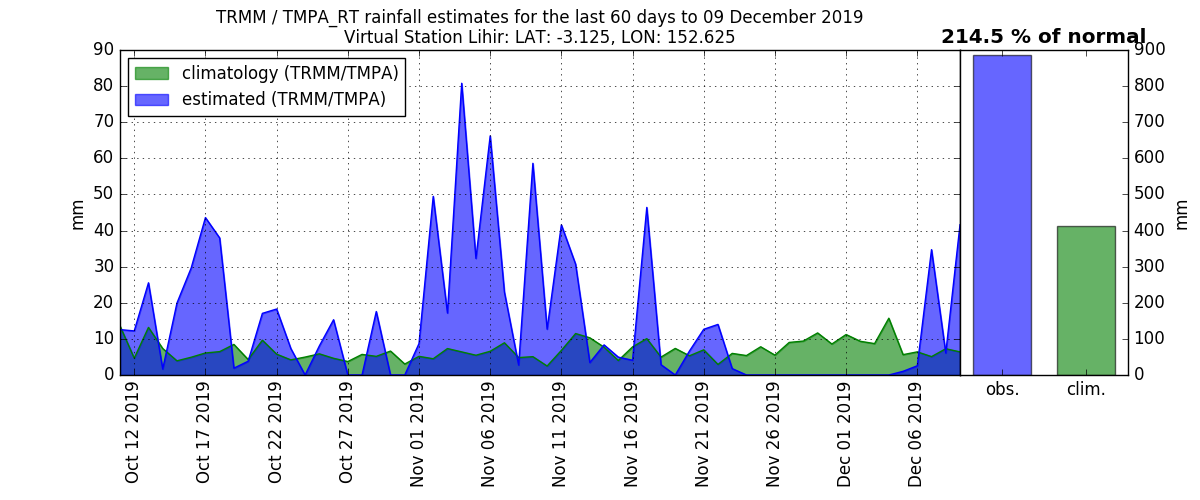 TRMM / TMPA_RT rainfall estimates for the last 60 days to 09 December 2019
Virtual Station Lihir: LAT: -3.125, LON: 152.625
214.5 % of normal
climatology (TRMM/TMPA)
estimated (TRMM/TMPA)
mm
90
80
70
60
50
40
30
20
10
0
Oct 12 2019
Oct 17 2019
Oct 22 2019
Oct 27 2019
Nov 01 2019
Nov 06 2019
Nov 11 2019
Nov 16 2019
Nov 21 2019
Nov 26 2019
Dec 01 2019
Dec 06 2019
obs.
clim.
900
800
700
600
500
400
300
200
100
0
mm